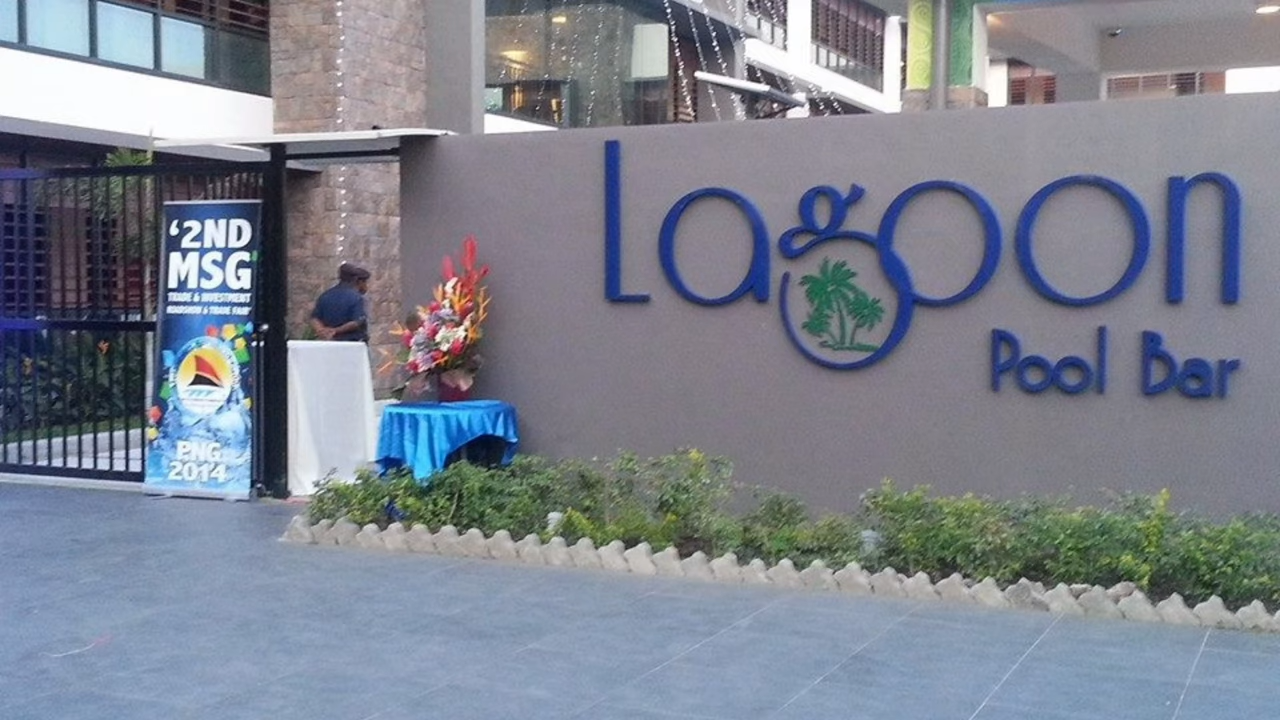 '2ND
MSG
TRADE & INVESTMENT
ROADSHOW & TRADE FAIR'
PNG
2014
Lagoon
Pool Bar